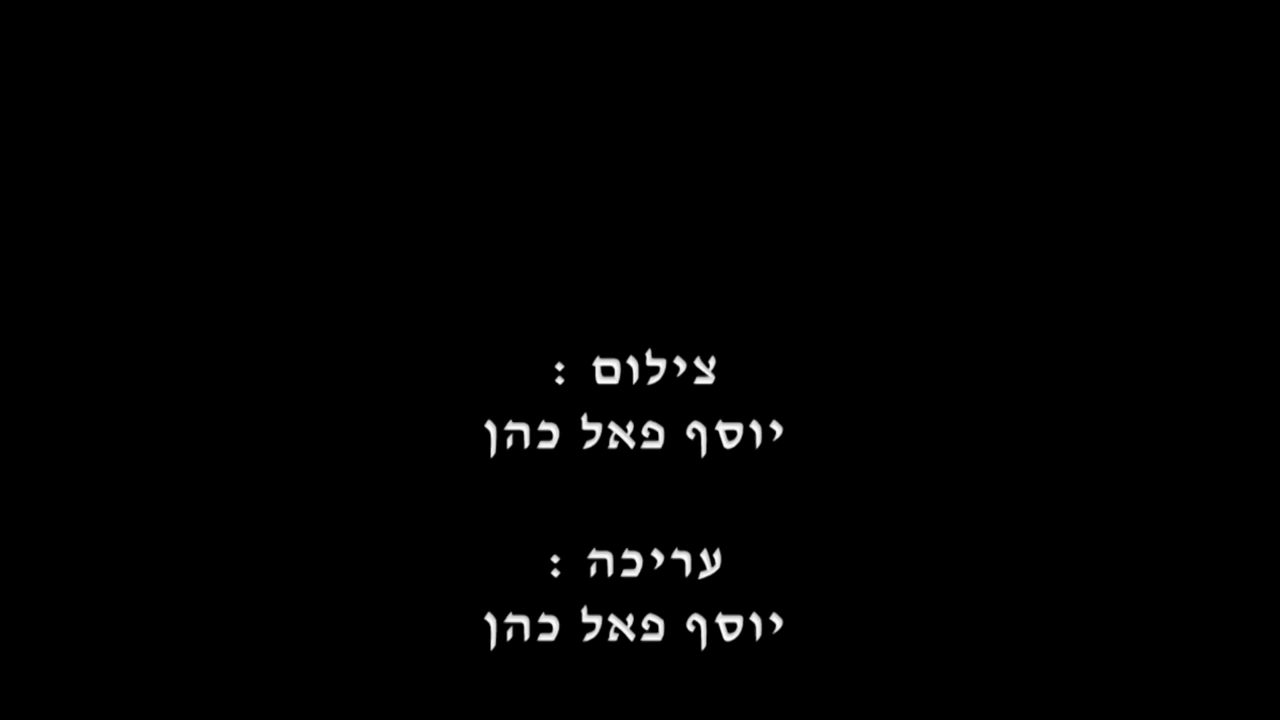 צילום :
יוסף פאל כהן
עריכה :
יוסף פאל כהן